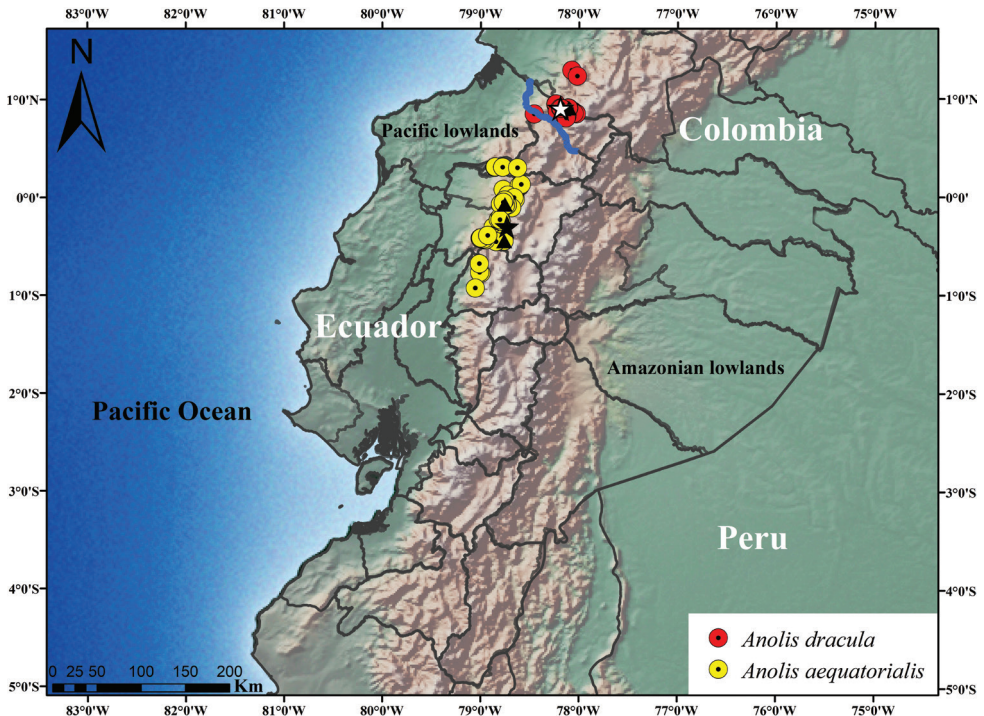 83°0'W 82°0'W 81°0'W 80°0'W 79°0'W 78°0'W 77°0'W 76°0'W 75°0'W
N
1°0'N 1°0'N
Pacific lowlands
Colombia
0°0' 0°0'
1°0'S 1°0'S
Ecuador
Amazonian lowlands
2°0'S 2°0'S
Pacific Ocean
3°0'S 3°0'S
Peru
4°0'S 4°0'S
Anolis dracula
Anolis aequatorialis
0 25 50 100 150 200
Km
5°0'S 5°0'S
83°0'W 82°0'W 81°0'W 80°0'W 79°0'W 78°0'W 77°0'W 76°0'W 75°0'W